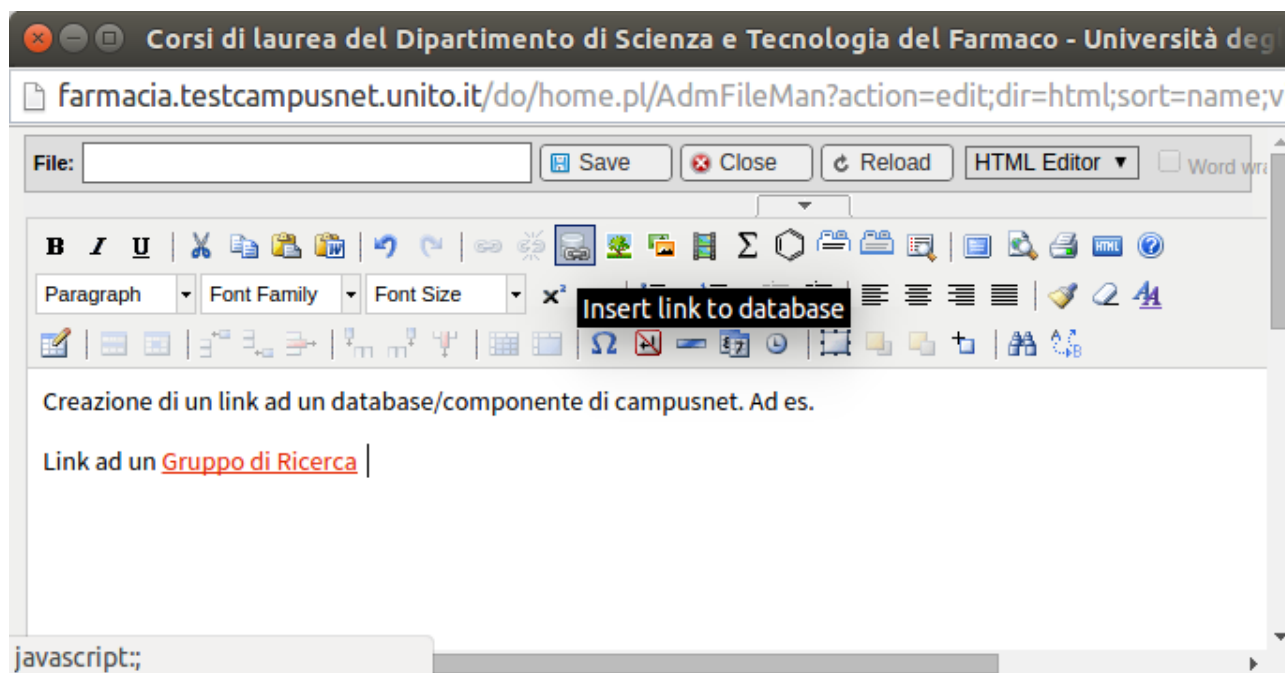 Corsi di laurea del Dipartimento di Scienza e Tecnologia del Farmaco - Università deg
farmacia.testcampusnet.unito.it/do/home.pl/AdmFileMan?action=edit;dir=html;sort=name;v
File: Save Close Reload HTML Editor Word wra
B I U Σ HTML
Paragraph Font Family Font Size x²
Insert link to database
Ω
Creazione di un link ad un database/componente di campusnet. Ad es.
Link ad un Gruppo di Ricerca
javascript:;